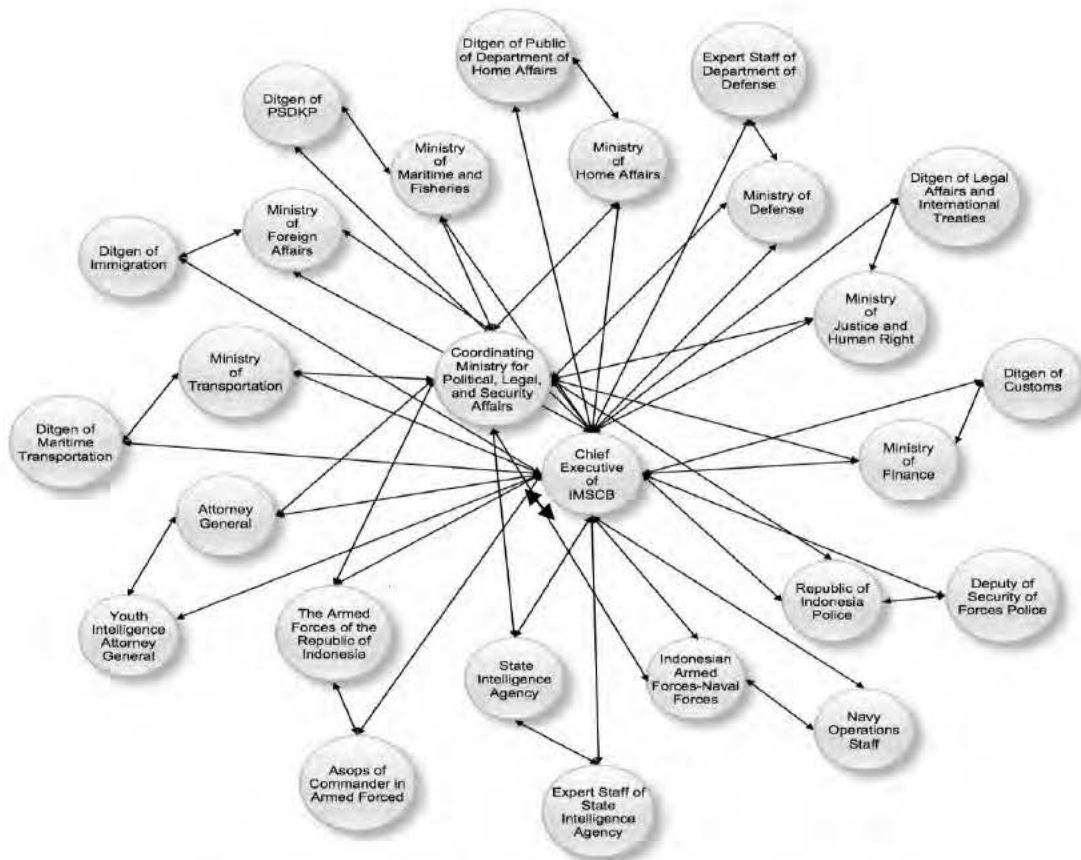 Ditgen of Public
of Department of
Home Affairs
Expert Staff of
Department of
Defense
Ditgen of
PSDKP
Ministry
of
Maritime and
Fisheries
Ministry
of
Home Affairs
Ministry of
Defense
Ditgen of Legal
Affairs and
International
Treaties
Ministry
of
Foreign
Affairs
Ditgen of
Immigration
Ministry
of
Justice and
Human Right
Ministry
of
Transportation
Coordinating
Ministry for
Political, Legal,
and Security
Affairs
Ditgen of
Customs
Ditgen of
Maritime
Transportation
Chief
Executive
of
IMSCB
Ministry
of
Finance
Attorney
General
Youth
Intelligence
Attorney
General
The Armed
Forces of the
Republic of
Indonesia
State
Intelligence
Agency
Indonesian
Armed
Forces-Naval
Forces
Republic of
Indonesia
Police
Deputy of
Security of
Forces Police
Navy
Operations
Staff
Asops of
Commander in
Armed Forced
Expert Staff of
State
Intelligence
Agency